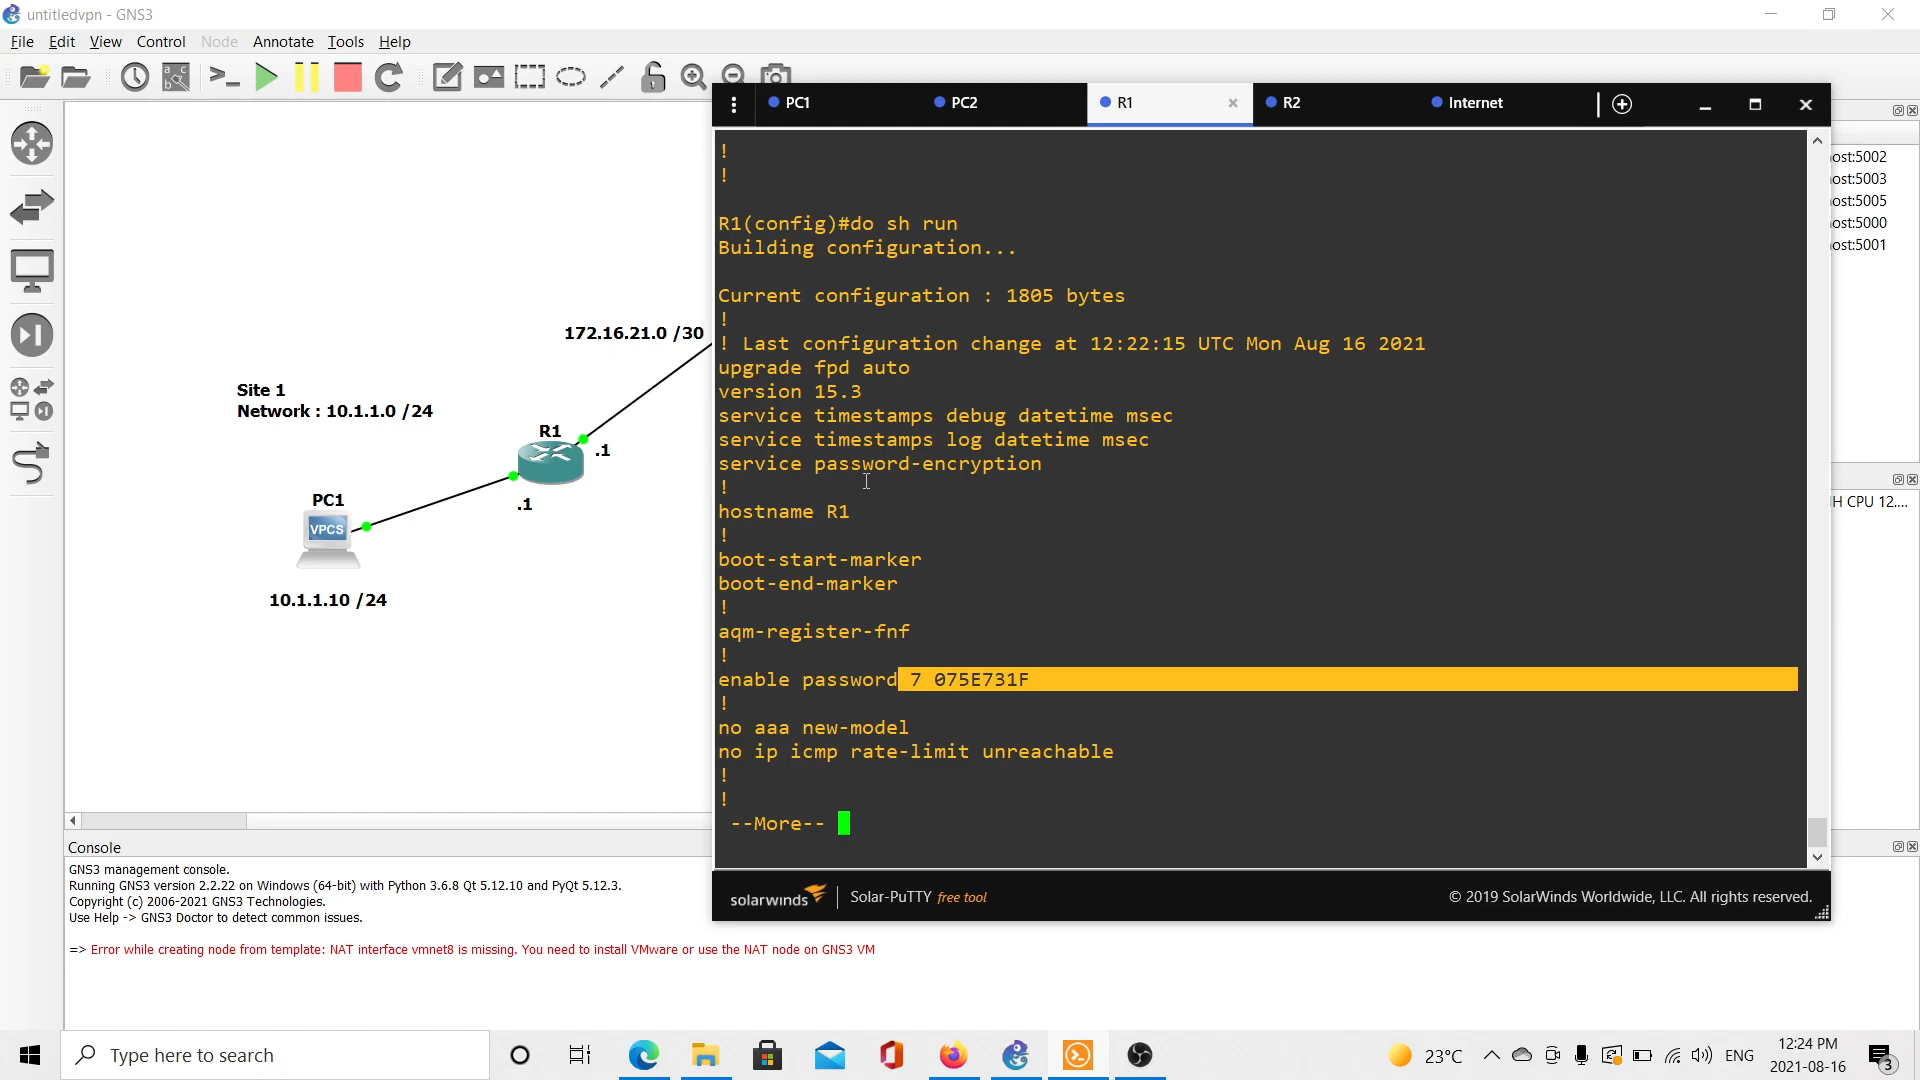 untitledvpn - GNS3
File Edit View Control Node Annotate Tools Help
PC1 PC2 R1 R2 Internet
!
!
R1(config)#do sh run
Building configuration...
Current configuration : 1805 bytes
!
! Last configuration change at 12:22:15 UTC Mon Aug 16 2021
upgrade fpd auto
version 15.3
service timestamps debug datetime msec
service timestamps log datetime msec
service password-encryption
!
hostname R1
!
boot-start-marker
boot-end-marker
!
aqm-register-fnf
!
enable password 7 075E731F
!
no aaa new-model
no ip icmp rate-limit unreachable
!
!
--More--
solarwinds Solar-PuTTY free tool © 2019 SolarWinds Worldwide, LLC. All rights reserved.
172.16.21.0 /30
Site 1
Network : 10.1.1.0 /24
R1
.1
.1
PC1
VPCS
10.1.1.10 /24
ost:5002
ost:5003
ost:5005
ost:5000
ost:5001
H CPU 12....
Console
GNS3 management console.
Running GNS3 version 2.2.22 on Windows (64-bit) with Python 3.6.8 Qt 5.12.10 and PyQt 5.12.3.
Copyright (c) 2006-2021 GNS3 Technologies.
Use Help -> GNS3 Doctor to detect common issues.
=> Error while creating node from template: NAT interface vmnet8 is missing. You need to install VMware or use the NAT node on GNS3 VM
Type here to search
23°C
ENG
12:24 PM
2021-08-16
3